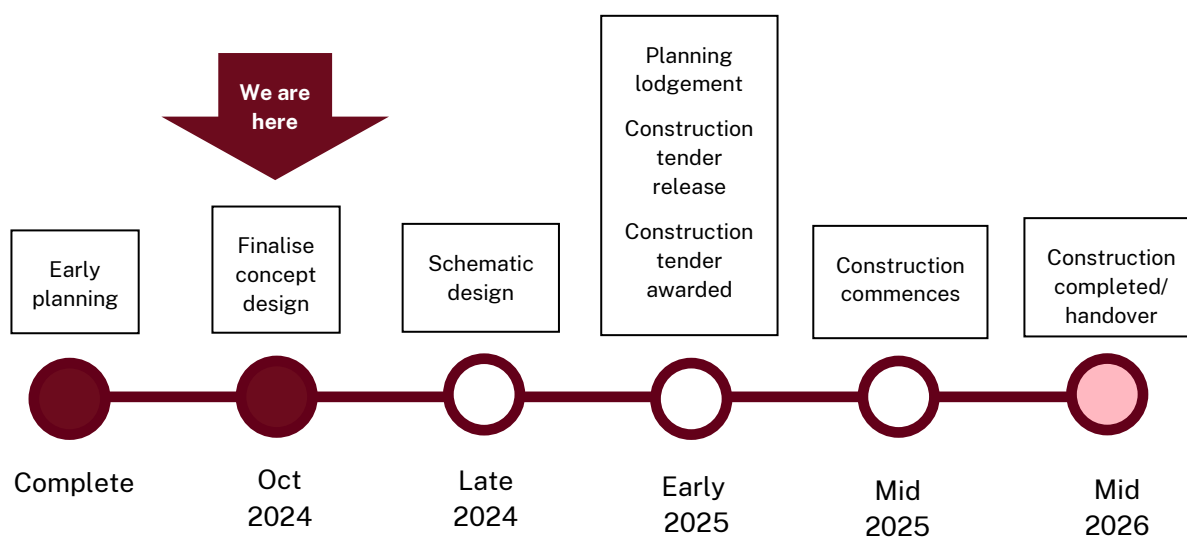 We are
here
Early
planning
Finalise
concept
design
Schematic
design
Planning
lodgement
Construction
tender
release
Construction
tender
awarded
Construction
commences
Construction
completed/
handover
Complete
Oct
2024
Late
2024
Early
2025
Mid
2025
Mid
2026